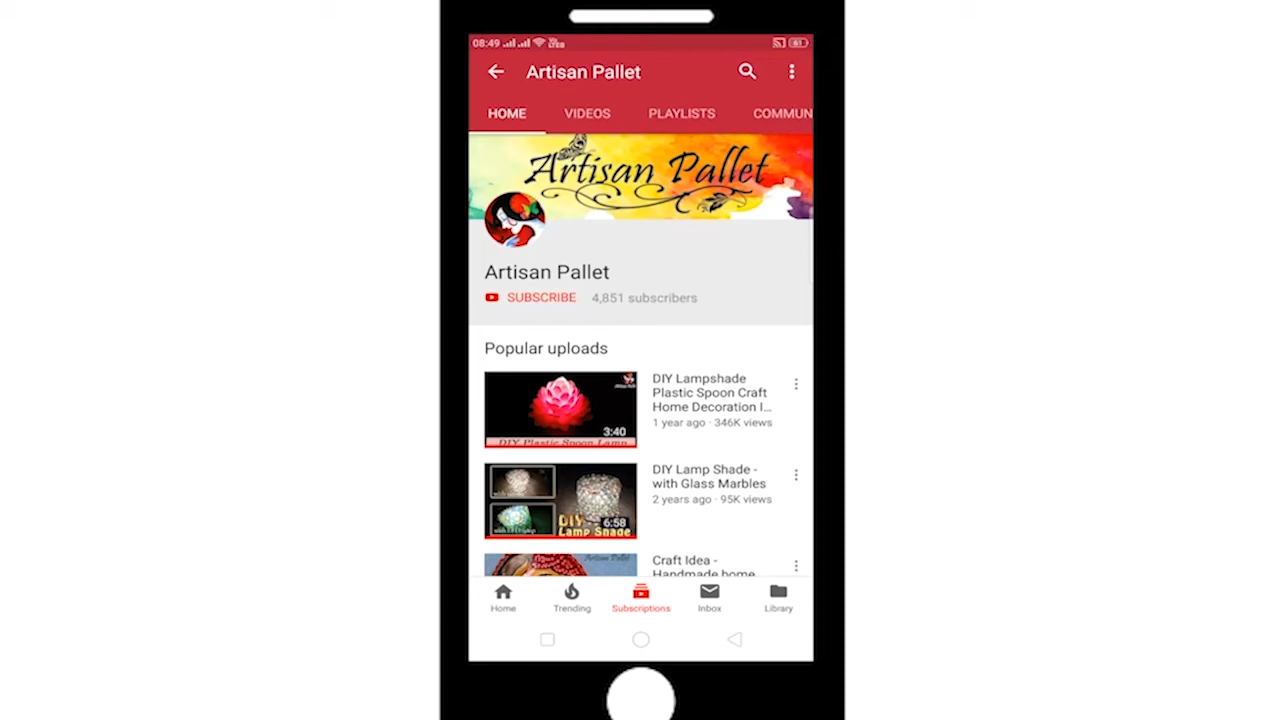 08:49
61
Artisan Pallet
HOME
VIDEOS
PLAYLISTS
COMMUN
Artisan Pallet
Artisan Pallet
SUBSCRIBE
4,851 subscribers
Popular uploads
DIY Plastic Spoon Lamp
3:40
DIY Lampshade
Plastic Spoon Craft
Home Decoration I...
1 year ago · 346K views
DIY
Lamp Shade
6:58
DIY Lamp Shade -
with Glass Marbles
2 years ago · 95K views
Artisan Pallet
Craft Idea -
Handmade home
Home
Trending
Subscriptions
Inbox
Library